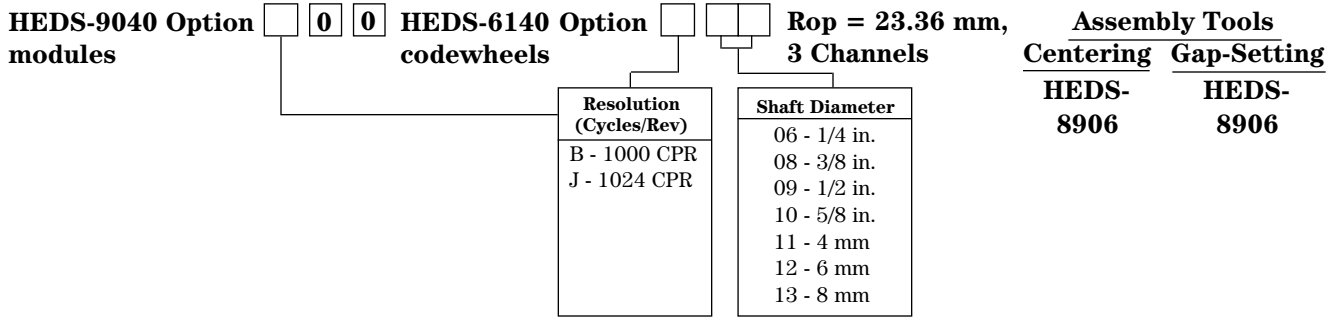 HEDS-9040 Option 0 0 HEDS-6140 Option Rop = 23.36 mm,
modules codewheels 3 Channels
Assembly Tools
Centering Gap-Setting
HEDS- HEDS-
8906 8906
Resolution
(Cycles/Rev)
B - 1000 CPR
J - 1024 CPR
Shaft Diameter
06 - 1/4 in.
08 - 3/8 in.
09 - 1/2 in.
10 - 5/8 in.
11 - 4 mm
12 - 6 mm
13 - 8 mm